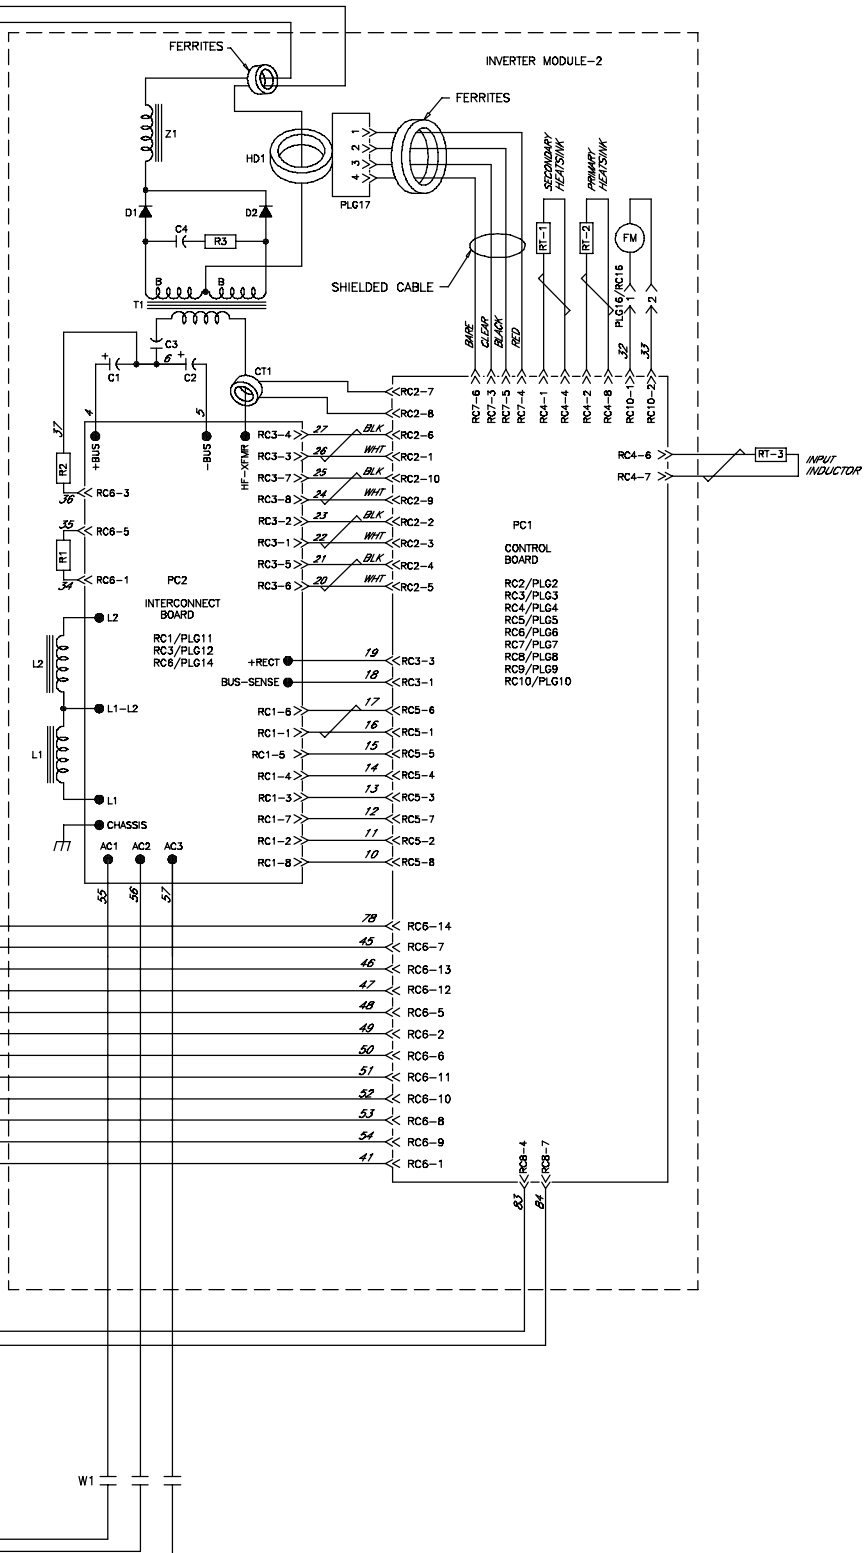 FERRITES
INVERTER MODULE-2
FERRITES
Z1
HD1
1
2
3
4
PLG17
SECONDARY
HEATSINK
PRIMARY
HEATSINK
D1
D2
C4
R3
RT-1
RT-2
FM
SHIELDED CABLE
B
B
T1
PLG16/RC16
1
2
BARE
CLEAR
BLACK
RED
32
33
C3
6
+
C1
+
C2
CT1
4
5
37
+BUS
-BUS
HF-XFMR
R2
36
RC6-3
35
RC6-5
R1
34
RC6-1
RC7-6
RC7-3
RC7-5
RC7-4
RC4-1
RC4-4
RC4-2
RC4-8
RC10-1
RC10-2
RC2-7
RC2-8
RC3-4 27 BLK RC2-6
RC3-3 26 WHT RC2-1
RC3-7 25 BLK RC2-10
RC3-8 24 WHT RC2-9
RC3-2 23 BLK RC2-2
RC3-1 22 WHT RC2-3
RC3-5 21 BLK RC2-4
RC3-6 20 WHT RC2-5
RC4-6
RC4-7
RT-3
INPUT
INDUCTOR
PC1
CONTROL
BOARD
RC2/PLG2
RC3/PLG3
RC4/PLG4
RC5/PLG5
RC6/PLG6
RC7/PLG7
RC8/PLG8
RC9/PLG9
RC10/PLG10
PC2
INTERCONNECT
BOARD
RC1/PLG11
RC3/PLG12
RC6/PLG14
L2
L2
L1-L2
L1
L1
CHASSIS
AC1
AC2
AC3
+RECT 19 RC3-3
BUS-SENSE 18 RC3-1
RC1-6 17 RC5-6
RC1-1 16 RC5-1
RC1-5 15 RC5-5
RC1-4 14 RC5-4
RC1-3 13 RC5-3
RC1-7 12 RC5-7
RC1-2 11 RC5-2
RC1-8 10 RC5-8
55
56
57
78 RC6-14
45 RC6-7
46 RC6-13
47 RC6-12
48 RC6-5
49 RC6-2
50 RC6-6
51 RC6-11
52 RC6-10
53 RC6-8
54 RC6-9
41 RC6-1
RC8-4
RC8-7
83
84
W1